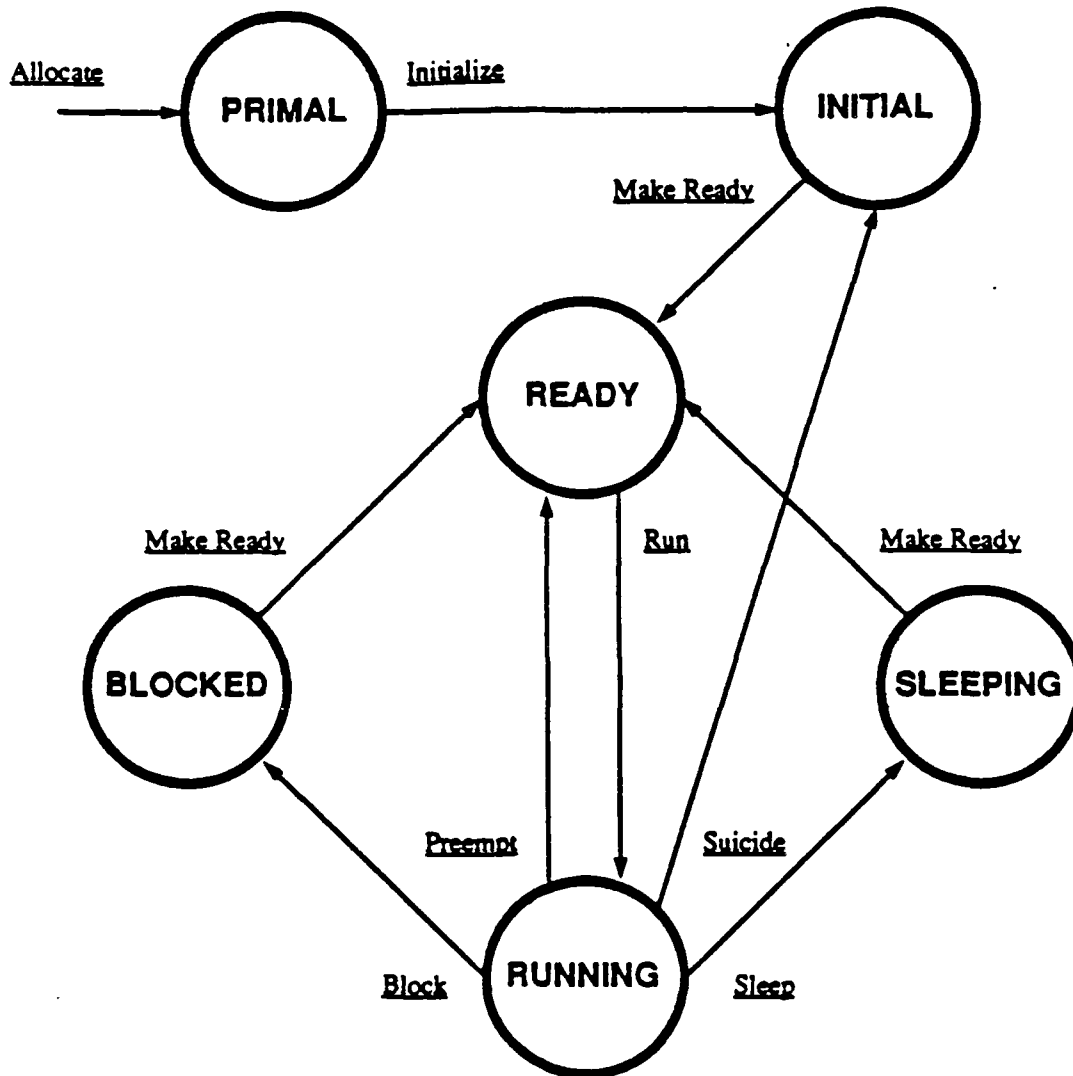 Allocate
PRIMAL
Initialize
INITIAL
Make Ready
READY
Make Ready
Run
Make Ready
BLOCKED
SLEEPING
Preempt
Suicide
Block
RUNNING
Sleep